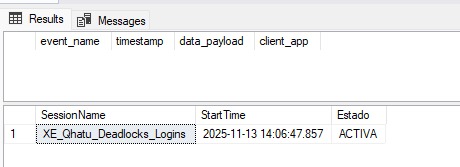 Results Messages
event_name timestamp data_payload client_app
SessionName StartTime Estado
1 XE_Qhatu_Deadlocks_Logins 2025-11-13 14:06:47.857 ACTIVA